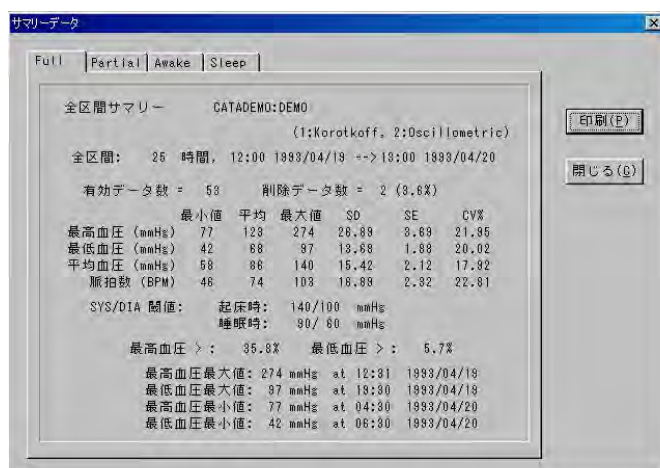 サマリーデータ
Full Partial Awake Sleep
全区間サマリー CATADEMO:DEMO
(1:Korotkoff, 2:Oscillometric)
全区間: 25 時間, 12:00 1993/04/19 --> 13:00 1993/04/20
有効データ数 = 53 削除データ数 = 2 (3.6%)
最小値 平均 最大値 SD SE CV%
最高血圧 (mmHg) 77 123 274 26.89 3.69 21.95
最低血圧 (mmHg) 42 68 97 13.69 1.88 20.02
平均血圧 (mmHg) 58 86 140 15.42 2.12 17.92
脈拍数 (BPM) 46 74 103 16.89 2.32 22.81
SYS/DIA 閾値: 起床時: 140/100 mmHg
睡眠時: 90/ 60 mmHg
最高血圧 > : 35.8% 最低血圧 > : 5.7%
最高血圧最大値: 274 mmHg at 12:31 1993/04/19
最低血圧最大値: 97 mmHg at 19:30 1993/04/19
最高血圧最小値: 77 mmHg at 04:30 1993/04/20
最低血圧最小値: 42 mmHg at 06:30 1993/04/20
印刷(P)
閉じる(C)